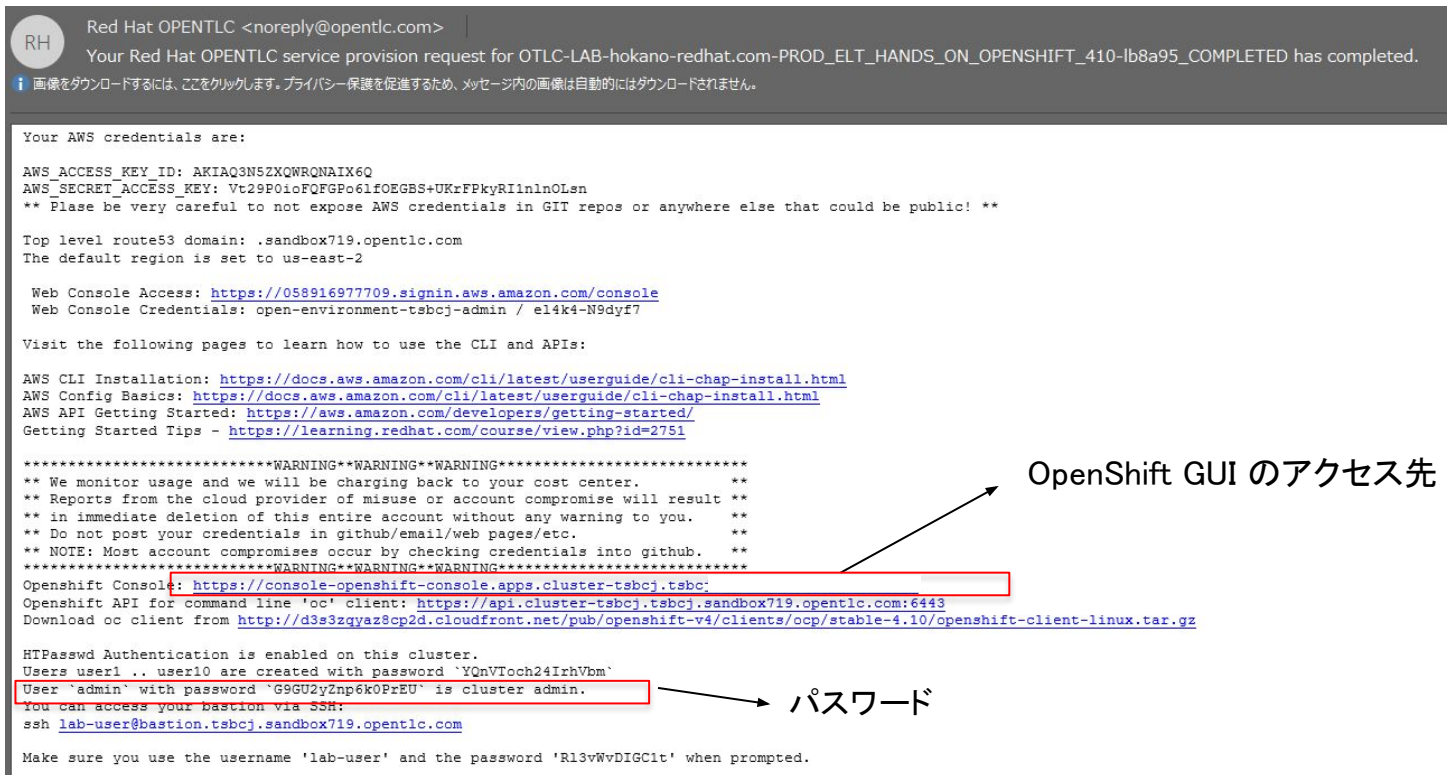 RH
Red Hat OPENTLC <noreply@opentlc.com>
Your Red Hat OPENTLC service provision request for OTLC-LAB-hokano-redhat.com-PROD_ELT_HANDS_ON_OPENSHIFT_410-lb8a95_COMPLETED has completed.
画像をダウンロードするには、ここをクリックします。プライバシー保護を促進するため、メッセージ内の画像は自動的にはダウンロードされません。
Your AWS credentials are:
AWS_ACCESS_KEY_ID: AKIAQ3N5ZXQWRQNAIX6Q
AWS_SECRET_ACCESS_KEY: Vt29P0ioFQFGPo6lfOEGBS+UKrFPkyRI1nlnOLsn
** Plase be very careful to not expose AWS credentials in GIT repos or anywhere else that could be public! **
Top level route53 domain: .sandbox719.opentlc.com
The default region is set to us-east-2
Web Console Access: https://058916977709.signin.aws.amazon.com/console
Web Console Credentials: open-environment-tsbcj-admin / el4k4-N9dyf7
Visit the following pages to learn how to use the CLI and APIs:
AWS CLI Installation: https://docs.aws.amazon.com/cli/latest/userguide/cli-chap-install.html
AWS Config Basics: https://docs.aws.amazon.com/cli/latest/userguide/cli-chap-install.html
AWS API Getting Started: https://aws.amazon.com/developers/getting-started/
Getting Started Tips - https://learning.redhat.com/course/view.php?id=2751
****************************WARNING**WARNING**WARNING****************************
** We monitor usage and we will be charging back to your cost center. **
** Reports from the cloud provider of misuse or account compromise will result **
** in immediate deletion of this entire account without any warning to you. **
** Do not post your credentials in github/email/web pages/etc. **
** NOTE: Most account compromises occur by checking credentials into github. **
****************************WARNING**WARNING**WARNING****************************
OpenShift GUI のアクセス先
Openshift Console: https://console-openshift-console.apps.cluster-tsbcj.tsbcj
Openshift API for command line 'oc' client: https://api.cluster-tsbcj.tsbcj.sandbox719.opentlc.com:6443
Download oc client from http://d3s3zqyaz8cp2d.cloudfront.net/pub/openshift-v4/clients/ocp/stable-4.10/openshift-client-linux.tar.gz
HTPasswd Authentication is enabled on this cluster.
Users user1 .. user10 are created with password `YQnVToch24IrhVbm`
User `admin` with password `G9GU2yZnp6k0PrEU` is cluster admin.
パスワード
You can access your bastion via SSH:
ssh lab-user@bastion.tsbcj.sandbox719.opentlc.com
Make sure you use the username 'lab-user' and the password 'Rl3vWvDIGC1t' when prompted.